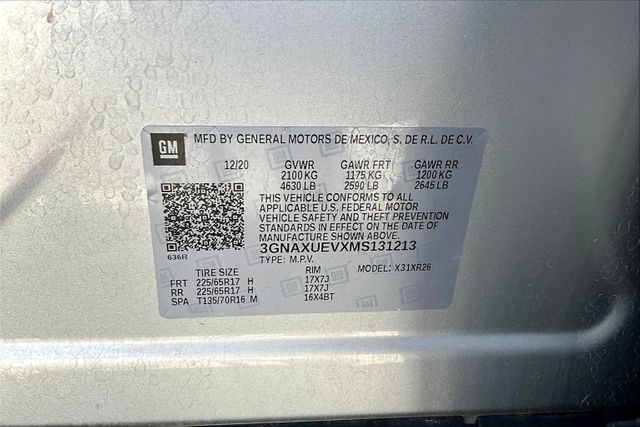 GM MFD BY GENERAL MOTORS DE MEXICO, S. DE R.L. DE C.V.
12/20 GVWR GAWR FRT GAWR RR
2100 KG 1175 KG 1200 KG
4630 LB 2590 LB 2645 LB
THIS VEHICLE CONFORMS TO ALL
APPLICABLE U.S. FEDERAL MOTOR
VEHICLE SAFETY AND THEFT PREVENTION
STANDARDS IN EFFECT ON THE DATE OF
MANUFACTURE SHOWN ABOVE.
3GNAXUEVXMS131213
636R
TYPE: M.P.V.
TIRE SIZE RIM MODEL: X31XR26
FRT 225/65R17 H 17X7J
RR 225/65R17 H 17X7J
SPA T135/70R16 M 16X4BT